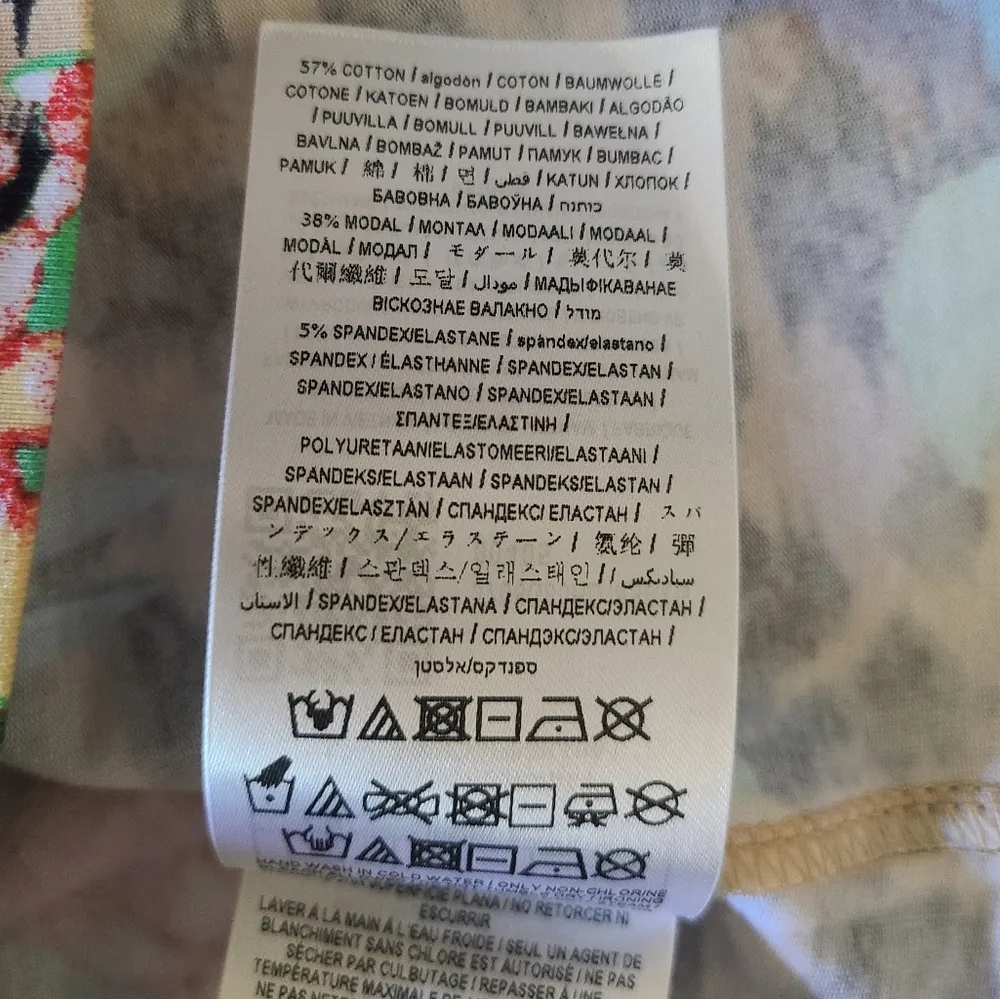 57% COTTON / algodón / COTON / BAUMWOLLE /
COTONE / KATOEN / BOMULD / BAMBAKI / ALGODÃO
/ PUUVILLA / BOMULL / PUUVILL / BAWEŁNA /
BAVLNA / BOMBAŽ / PAMUT / ПАМУК / BUMBAC /
PAMUK / 綿 / 棉 / 면 / قطن / KATUN / ХЛОПОК /
БАВОВНА / БАВОЎНА / כותנה
38% MODAL / MONTAΛ / MODAALI / MODAAL /
MODÁL / МОДАЛ / モダール / 莫代尔 / 莫
代爾纖維 / 모달 / مودال / МАДЫФІКАВАНАЕ
ВІСКОЗНАЕ ВАЛАКНО / מודל
5% SPANDEX/ELASTANE / spandex/elastano /
SPANDEX / ÉLASTHANNE / SPANDEX/ELASTAN /
SPANDEX/ELASTANO / SPANDEX/ELASTAAN /
ΣΠΑΝΤΕΞ/ΕΛΑΣΤΙΝΗ /
POLYURETAANIELASTOMEERI/ELASTAANI /
SPANDEKS/ELASTAAN / SPANDEKS/ELASTAN /
SPANDEX/ELASZTÁN / СПАНДЕКС/ ЕЛАСТАН / スパ
ンデックス/エラステーン / 氨纶 / 彈
性纖維 / 스판덱스/일래스태인 / / سباندكس
الاستان / SPANDEX/ELASTANA / СПАНДЕКС/ЭЛАСТАН /
СПАНДЕКС / ЕЛАСТАН / СПАНДЭКС/ЭЛАСТАН /
ספנדקס/אלסטן
HAND WASH IN COLD WATER / ONLY NON-CHLORINE
DE PLANA / NO RETORCER NI
ESCURRIR
LAVER À LA MAIN À L'EAU FROIDE / SEUL UN AGENT DE
BLANCHIMENT SANS CHLORE EST AUTORISÉ / NE PAS
SÉCHER PAR CULBUTAGE / REPASSER À UNE
TEMPÉRATURE MAXIMALE DE
NE PAS